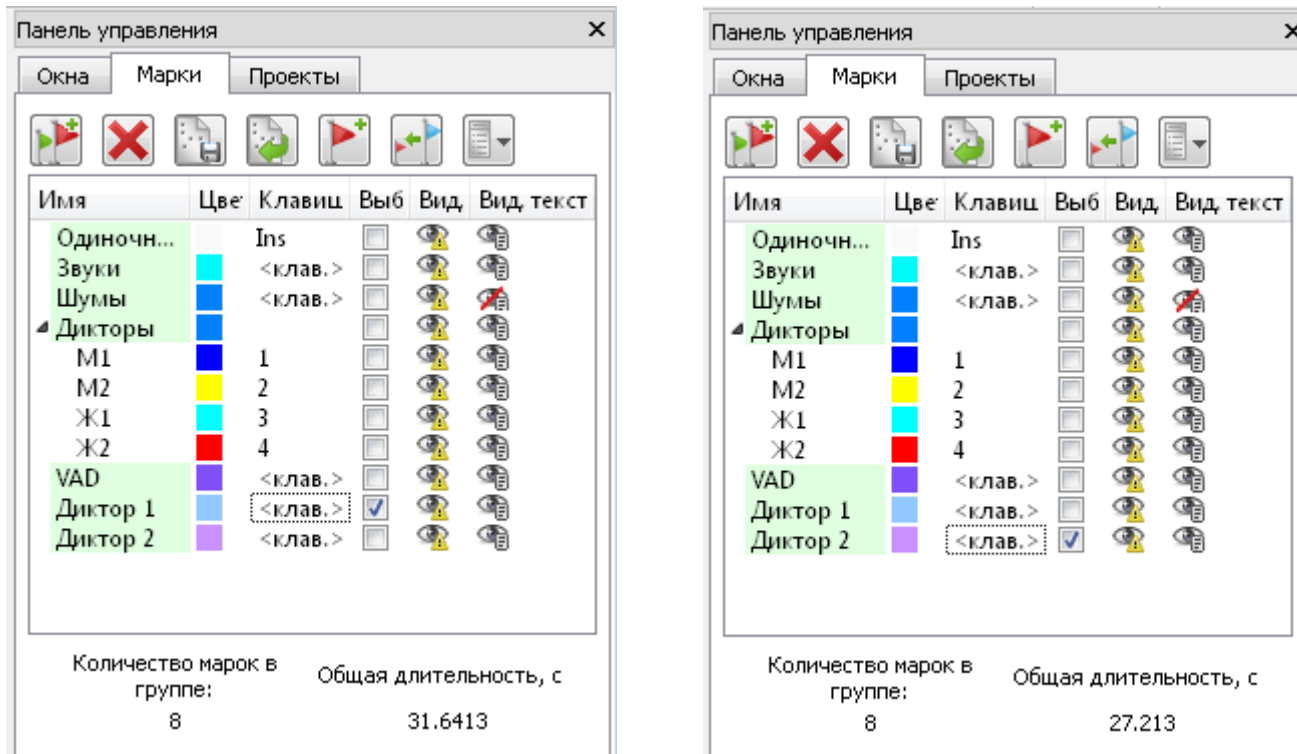 Панель управления
Окна Марки Проекты
Имя Цве Клавиш Выб Вид Вид, текст
Одиночн... Ins
Звуки <клав.>
Шумы <клав.>
Дикторы
М1 1
М2 2
Ж1 3
Ж2 4
VAD <клав.>
Диктор 1 <клав.>
Диктор 2 <клав.>
Количество марок в
группе:
Общая длительность, с
8 31.6413
Панель управления
Окна Марки Проекты
Имя Цве Клавиш Выб Вид Вид, текст
Одиночн... Ins
Звуки <клав.>
Шумы <клав.>
Дикторы
М1 1
М2 2
Ж1 3
Ж2 4
VAD <клав.>
Диктор 1 <клав.>
Диктор 2 <клав.>
Количество марок в
группе:
Общая длительность, с
8 27.213